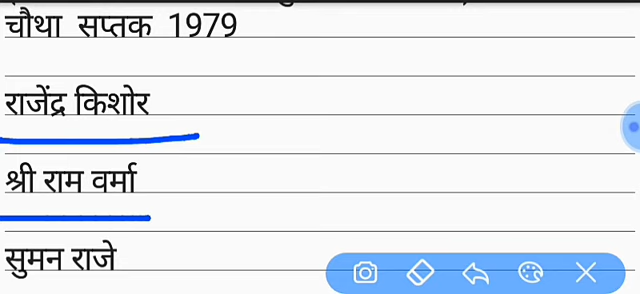 चौथा सप्तक 1979
राजेंद्र किशोर
श्री राम वर्मा
सुमन राजे